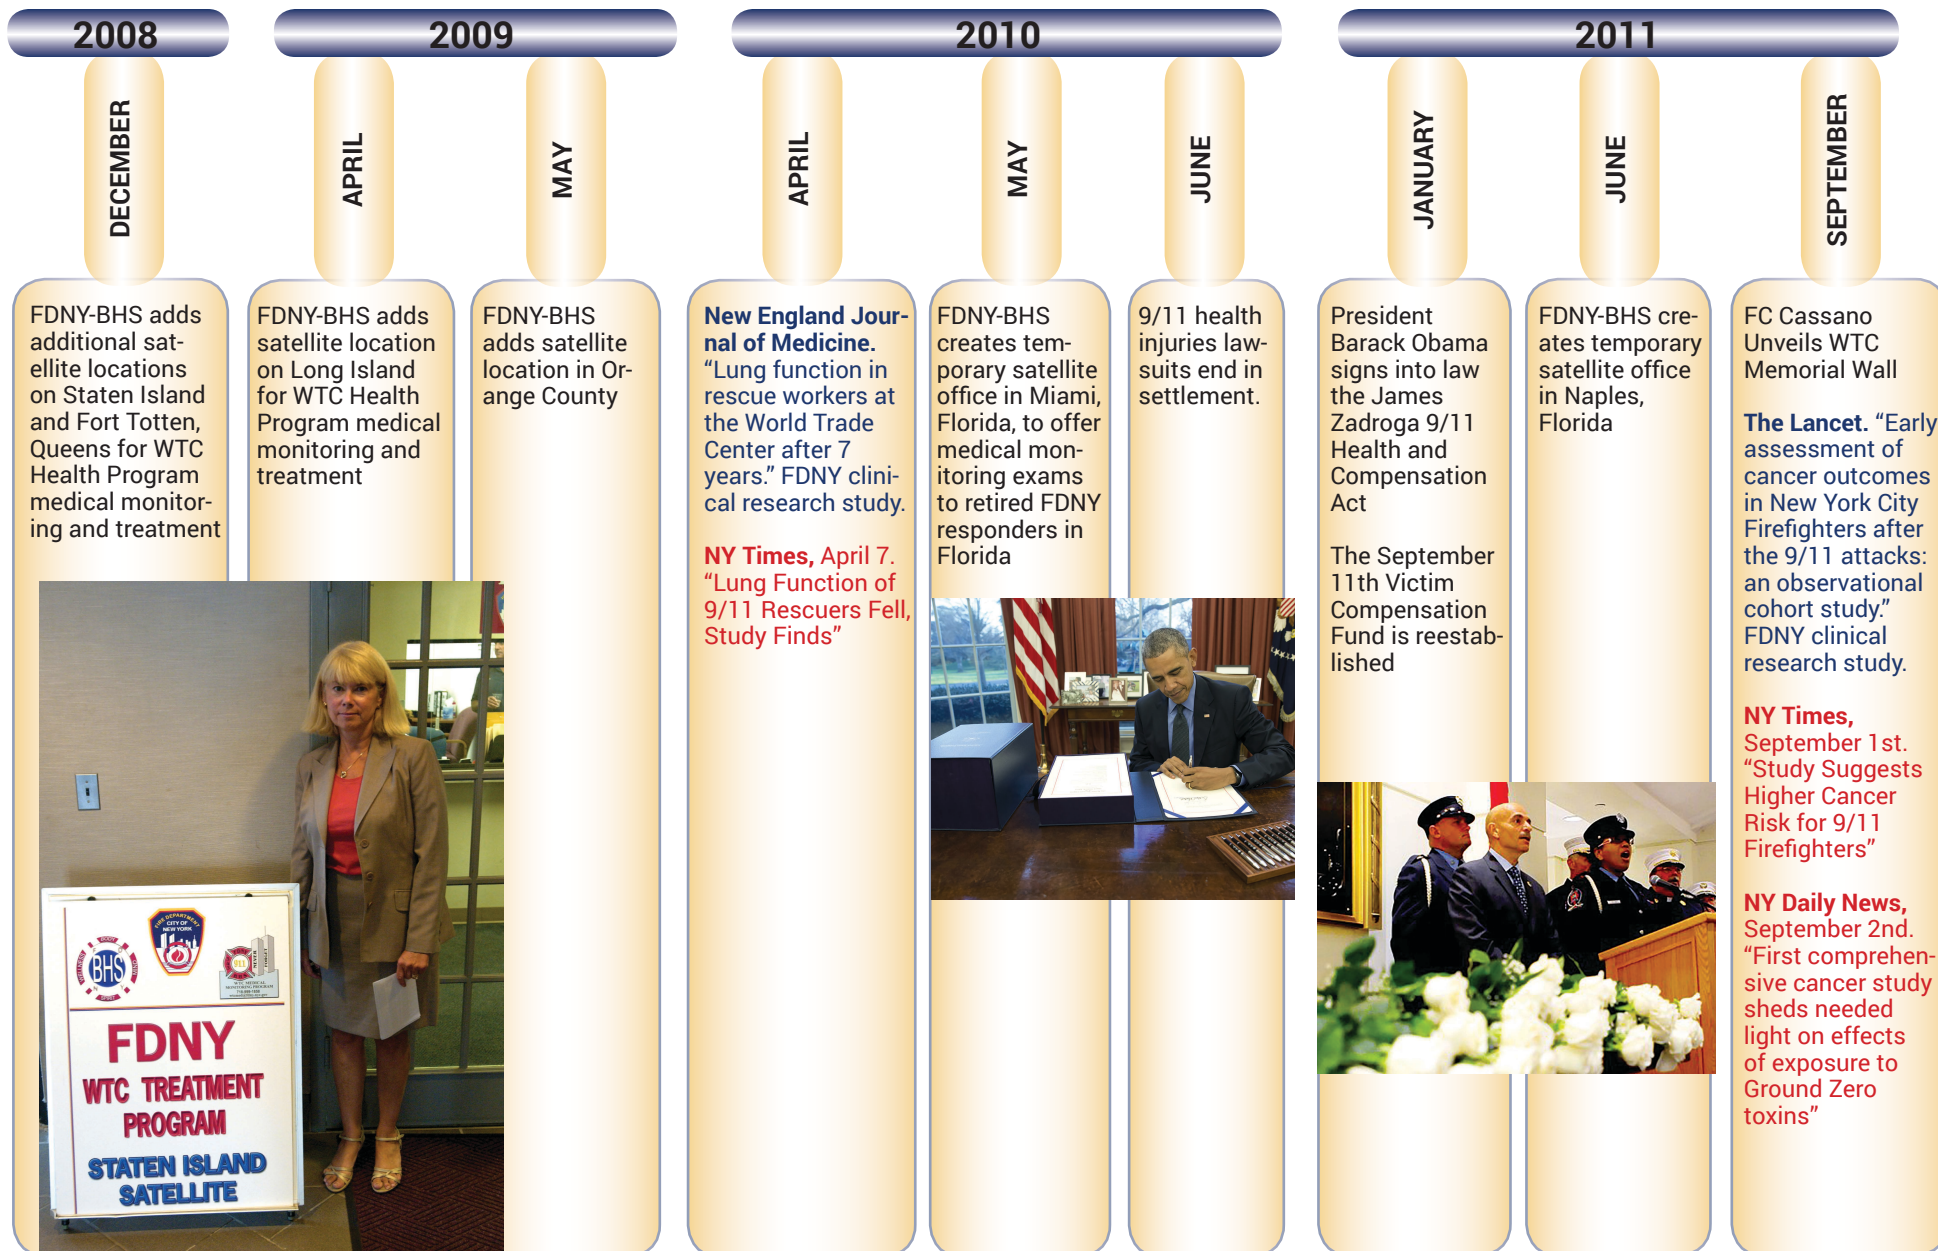 2008
DECEMBER
FDNY-BHS adds
additional sat-
ellite locations
on Staten Island
and Fort Totten,
Queens for WTC
Health Program
medical monitor-
ing and treatment
2009
APRIL
FDNY-BHS adds
satellite location
on Long Island
for WTC Health
Program medical
monitoring and
treatment
MAY
FDNY-BHS
adds satellite
location in Or-
ange County
2010
APRIL
New England Jour-
nal of Medicine.
“Lung function in
rescue workers at
the World Trade
Center after 7
years.” FDNY clini-
cal research study.
NY Times, April 7.
“Lung Function of
9/11 Rescuers Fell,
Study Finds”
MAY
FDNY-BHS
creates tem-
porary satellite
office in Miami,
Florida, to offer
medical mon-
itoring exams
to retired FDNY
responders in
Florida
JUNE
9/11 health
injuries law-
suits end in
settlement.
2011
JANUARY
President
Barack Obama
signs into law
the James
Zadroga 9/11
Health and
Compensation
Act
The September
11th Victim
Compensation
Fund is reestab-
lished
JUNE
FDNY-BHS cre-
ates temporary
satellite office
in Naples,
Florida
SEPTEMBER
FC Cassano
Unveils WTC
Memorial Wall
The Lancet. “Early
assessment of
cancer outcomes
in New York City
Firefighters after
the 9/11 attacks:
an observational
cohort study.”
FDNY clinical
research study.
NY Times,
September 1st.
“Study Suggests
Higher Cancer
Risk for 9/11
Firefighters”
NY Daily News,
September 2nd.
“First comprehen-
sive cancer study
sheds needed
light on effects
of exposure to
Ground Zero
toxins”
FIRE DEPARTMENT
CITY OF
NEW YORK
BHS
WTC MEDICAL
MONITORING PROGRAM
FDNY
WTC TREATMENT
PROGRAM
STATEN ISLAND
SATELLITE